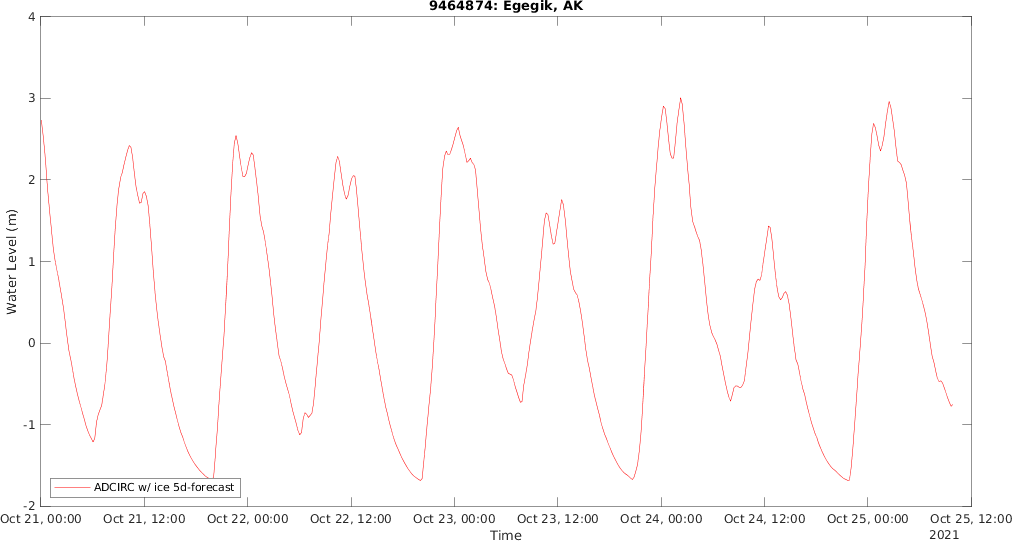 9464874: Egegik, AK
4
3
2
1
0
-1
-2
Water Level (m)
ADCIRC w/ ice 5d-forecast
Oct 21, 00:00 Oct 21, 12:00 Oct 22, 00:00 Oct 22, 12:00 Oct 23, 00:00 Oct 23, 12:00 Oct 24, 00:00 Oct 24, 12:00 Oct 25, 00:00 Oct 25, 12:00
Time
2021